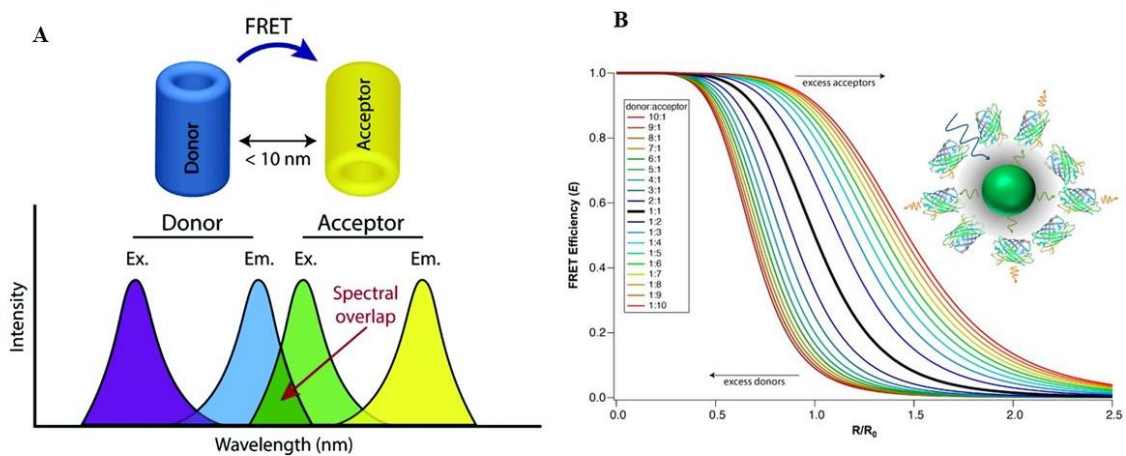 A
FRET
Donor
Acceptor
< 10 nm
Donor
Acceptor
Ex.
Em.
Ex.
Em.
Spectral
overlap
Intensity
Wavelength (nm)
B
1.0
0.8
0.6
0.4
0.2
0.0
FRET Efficiency (E)
excess acceptors
donor:acceptor
10:1
9:1
8:1
7:1
6:1
5:1
4:1
3:1
2:1
1:1
1:2
1:3
1:4
1:5
1:6
1:7
1:8
1:9
1:10
excess donors
0.0
0.5
1.0
1.5
2.0
2.5
R/R₀